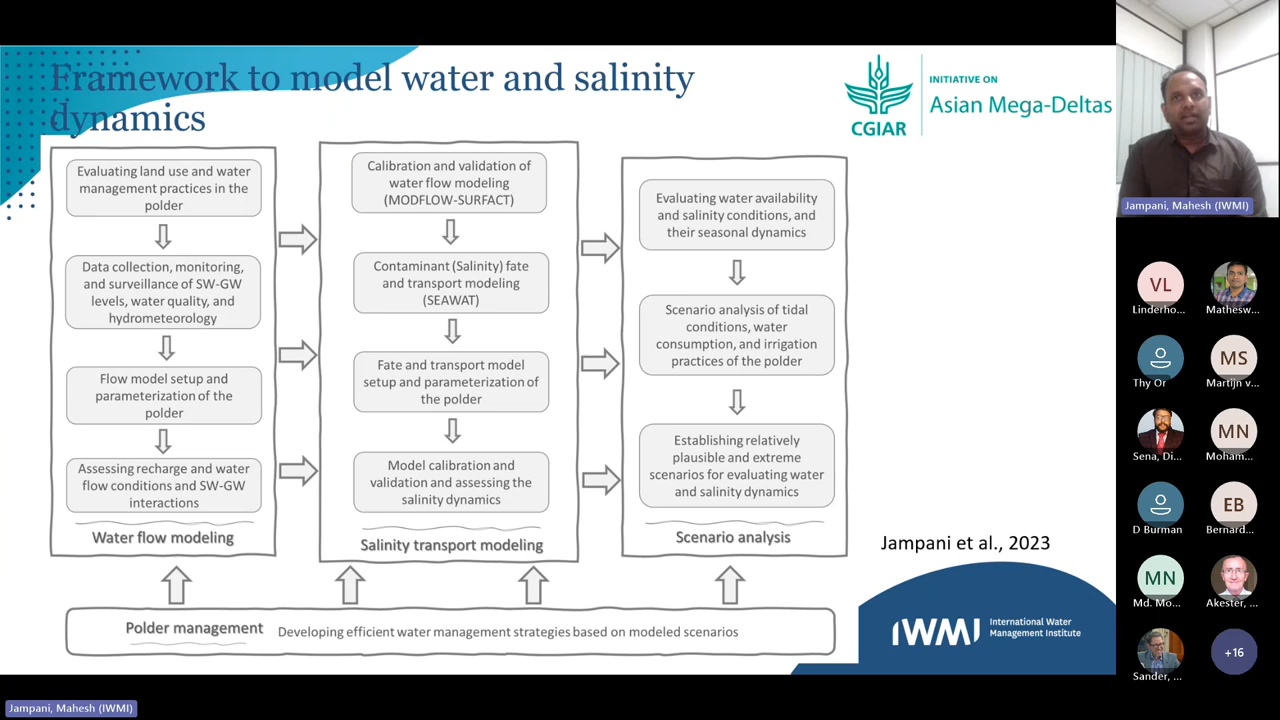 Framework to model water and salinity
dynamics
CGIAR
INITIATIVE ON
Asian Mega-Deltas
Evaluating land use and water
management practices in the
polder
Data collection, monitoring,
and surveillance of SW-GW
levels, water quality, and
hydrometeorology
Flow model setup and
parameterization of the
polder
Assessing recharge and water
flow conditions and SW-GW
interactions
Water flow modeling
Calibration and validation of
water flow modeling
(MODFLOW-SURFACT)
Contaminant (Salinity) fate
and transport modeling
(SEAWAT)
Fate and transport model
setup and parameterization of
the polder
Model calibration and
validation and assessing the
salinity dynamics
Salinity transport modeling
Evaluating water availability
and salinity conditions, and
their seasonal dynamics
Scenario analysis of tidal
conditions, water
consumption, and irrigation
practices of the polder
Establishing relatively
plausible and extreme
scenarios for evaluating water
and salinity dynamics
Scenario analysis
Polder management Developing efficient water management strategies based on modeled scenarios
Jampani et al., 2023
IWMI
International Water
Management Institute
Jampani, Mahesh (IWMI)
VL
Linderho...
Mathesw...
Thy Or
MS
Martijn v...
Sena, Di...
MN
Moham...
D Burman
EB
Bernard...
MN
Md. Mo...
Akester, ...
Sander, ...
+16
Jampani, Mahesh (IWMI)